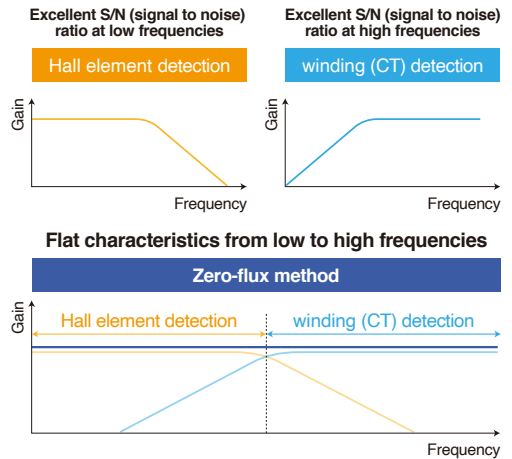 Excellent S/N (signal to noise)
ratio at low frequencies
Hall element detection
Gain
Frequency
Excellent S/N (signal to noise)
ratio at high frequencies
winding (CT) detection
Gain
Frequency
Flat characteristics from low to high frequencies
Zero-flux method
Gain
Hall element detection
winding (CT) detection
Frequency